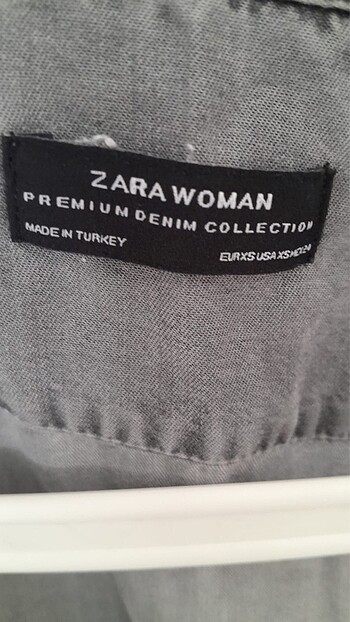 ZARA WOMAN
PREMIUM DENIM COLLECTION
MADE IN TURKEY
EUR XS USA XS MEX 24